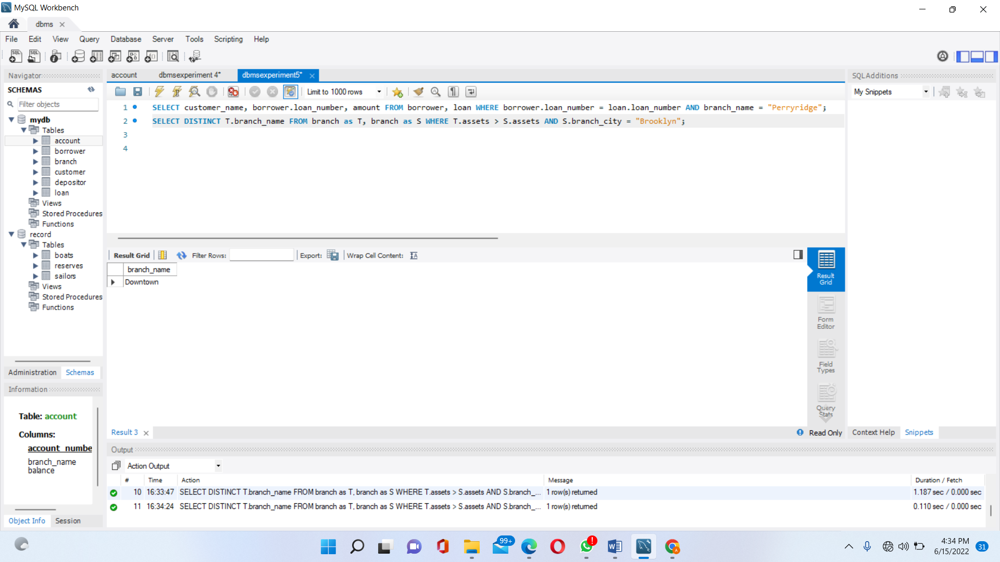 MySQL Workbench
dbms
File Edit View Query Database Server Tools Scripting Help
Navigator
SCHEMAS
Filter objects
mydb
Tables
account
borrower
branch
customer
depositor
loan
Views
Stored Procedures
Functions
record
Tables
boats
reserves
sailors
Views
Stored Procedures
Functions
Administration Schemas
Information
Table: account
Columns:
account_numbe
branch_name
balance
Object Info Session
account dbmsexperiment 4* dbmsexperiment5*
Limit to 1000 rows
1 SELECT customer_name, borrower.loan_number, amount FROM borrower, loan WHERE borrower.loan_number = loan.loan_number AND branch_name = "Perryridge";
2 SELECT DISTINCT T.branch_name FROM branch as T, branch as S WHERE T.assets > S.assets AND S.branch_city = "Brooklyn";
3
4
Result Grid Filter Rows: Export: Wrap Cell Content:
branch_name
Downtown
Result Grid
Form Editor
Field Types
Query Stats
Result 3
Read Only
SQLAdditions
My Snippets
Context Help Snippets
Output
Action Output
# Time Action Message Duration / Fetch
10 16:33:47 SELECT DISTINCT T.branch_name FROM branch as T, branch as S WHERE T.assets > S.assets AND S.branch_... 1 row(s) returned 1.187 sec / 0.000 sec
11 16:34:24 SELECT DISTINCT T.branch_name FROM branch as T, branch as S WHERE T.assets > S.assets AND S.branch_... 1 row(s) returned 0.110 sec / 0.000 sec
99+
4:34 PM
6/15/2022
31